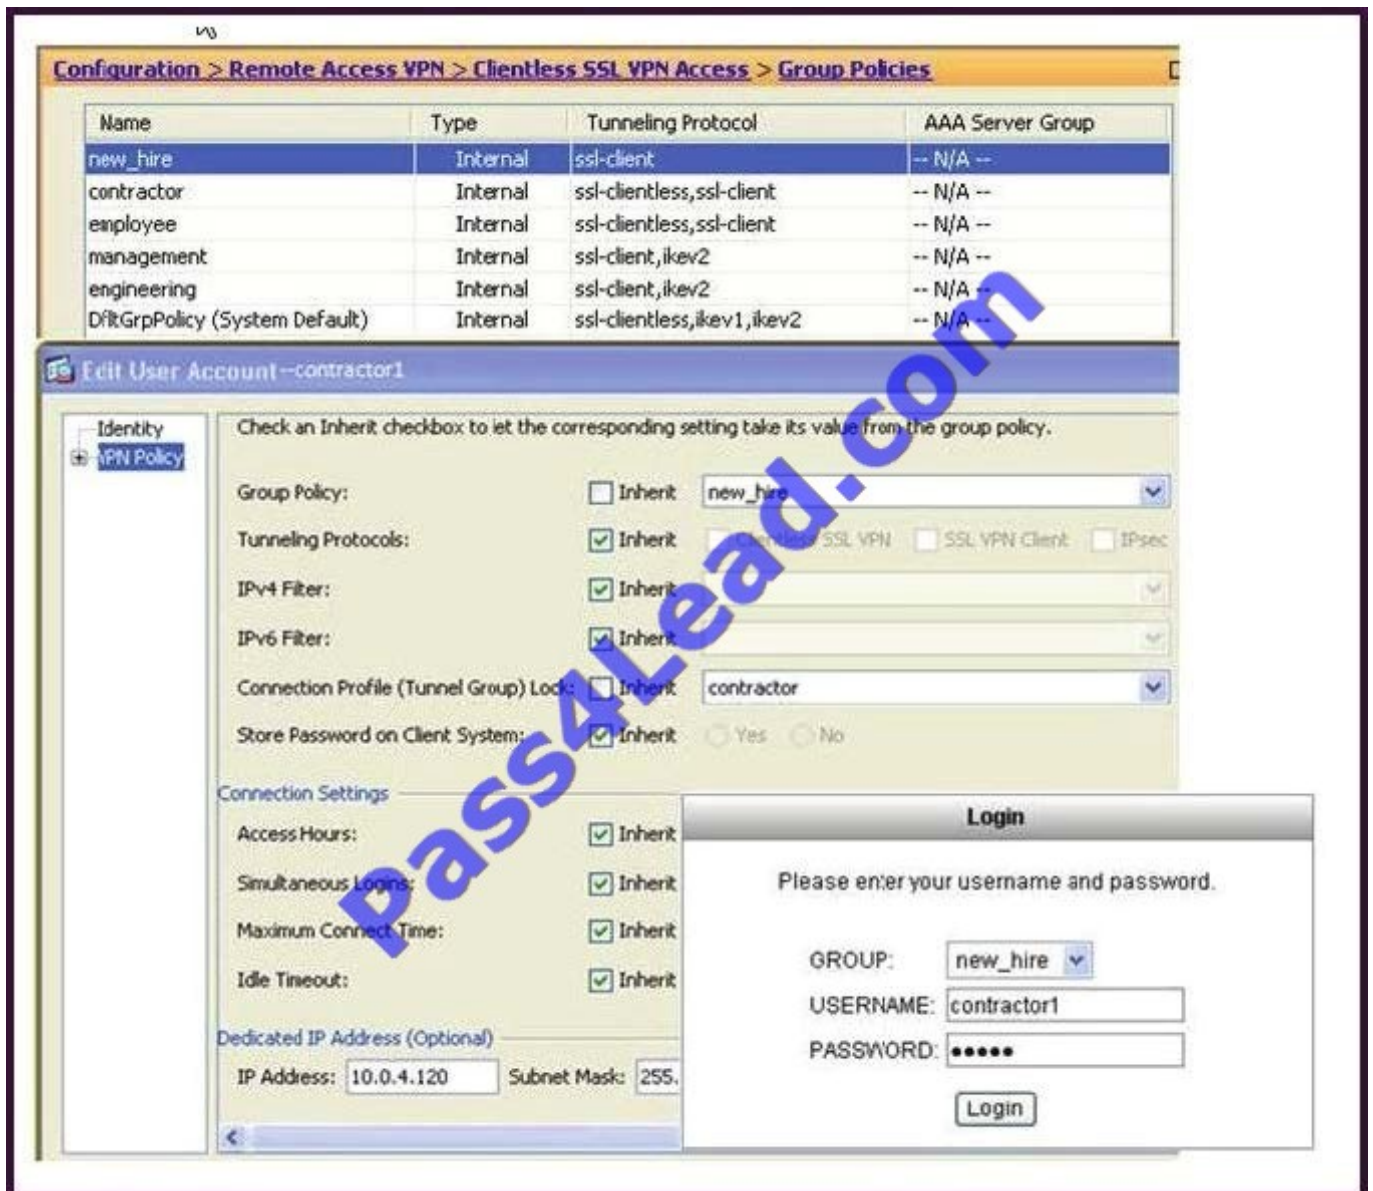 Configuration > Remote Access VPN > Clientless SSL VPN Access > Group Policies
Name Type Tunneling Protocol AAA Server Group
new_hire Internal ssl-client -- N/A --
contractor Internal ssl-clientless,ssl-client -- N/A --
employee Internal ssl-clientless,ssl-client -- N/A --
management Internal ssl-client,ikev2 -- N/A --
engineering Internal ssl-client,ikev2 -- N/A --
DfltGrpPolicy (System Default) Internal ssl-clientless,ikev1,ikev2 -- N/A --
Edit User Account--contractor1
Identity
VPN Policy
Check an Inherit checkbox to let the corresponding setting take its value from the group policy.
Group Policy: Inherit new_hire
Tunneling Protocols: Inherit Clientless SSL VPN SSL VPN Client IPsec
IPv4 Filter: Inherit
IPv6 Filter: Inherit
Connection Profile (Tunnel Group) Lock: Inherit contractor
Store Password on Client System: Inherit Yes No
Connection Settings
Access Hours: Inherit
Simultaneous Logins: Inherit
Maximum Connect Time: Inherit
Idle Timeout: Inherit
Dedicated IP Address (Optional)
IP Address: 10.0.4.120 Subnet Mask: 255.
Login
Please enter your username and password.
GROUP: new_hire
USERNAME: contractor1
PASSWORD: •••••
Login
Pass4Lead.com